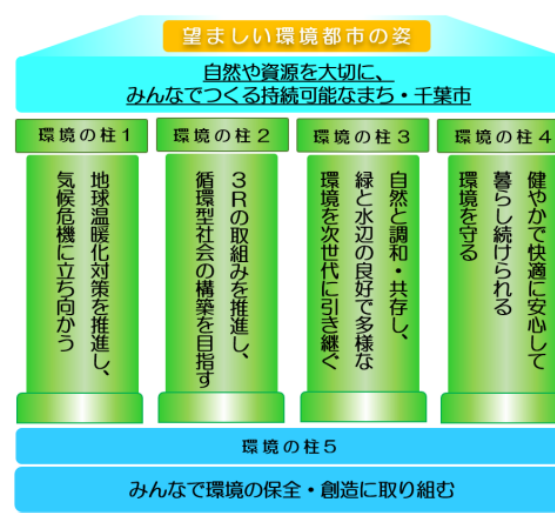 望ましい環境都市の姿
自然や資源を大切に、
みんなでつくる持続可能なまち・千葉市
環境の柱1
地球温暖化対策を推進し、
気候危機に立ち向かう
環境の柱2
3Rの取組みを推進し、
循環型社会の構築を目指す
環境の柱3
自然と調和・共存し、
緑と水辺の良好で多様な
環境を次世代に引き継ぐ
環境の柱4
健やかで快適に安心して
暮らし続けられる
環境を守る
環境の柱5
みんなで環境の保全・創造に取り組む